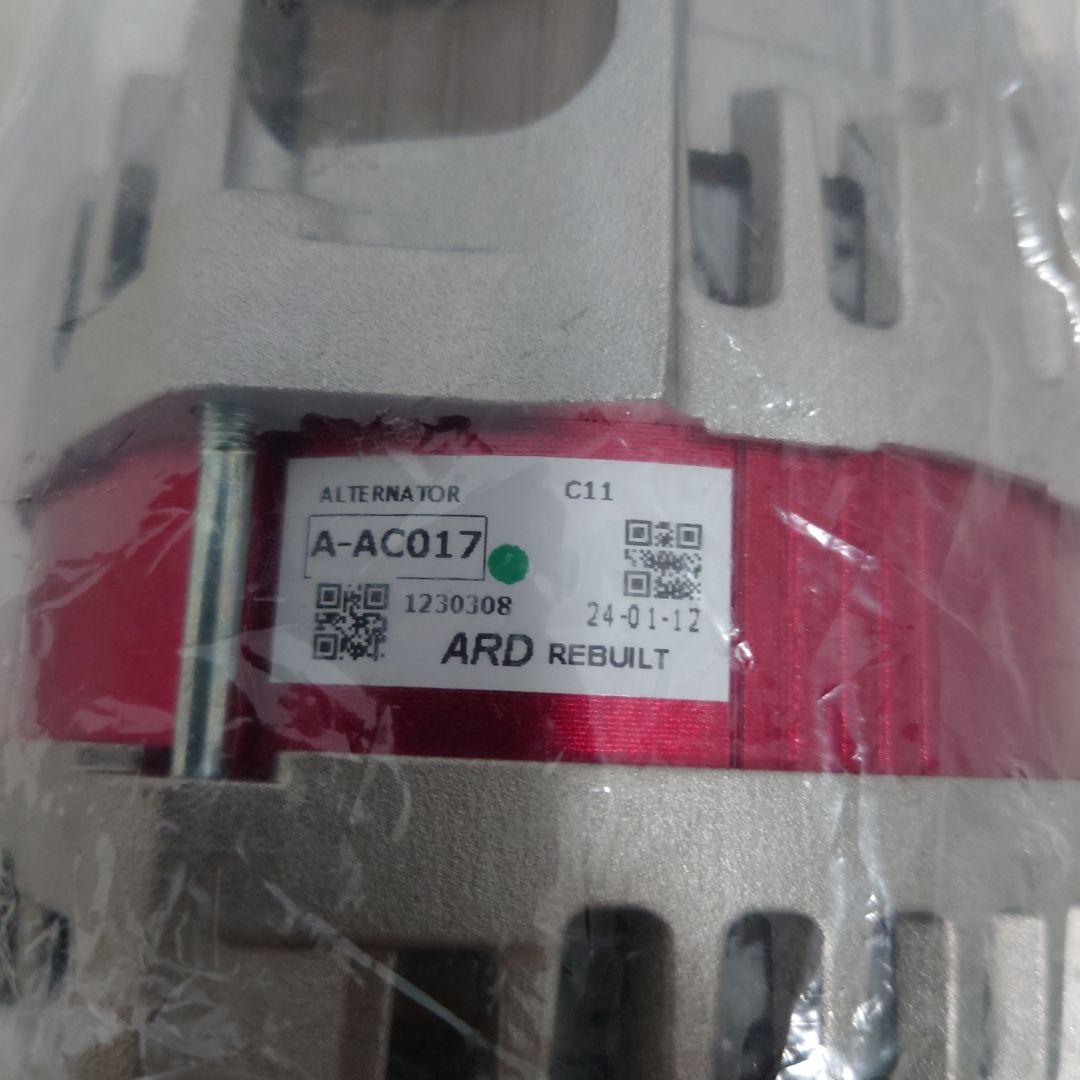 ALTERNATOR C11
A-AC017
1230308
24-01-12
ARD REBUILT